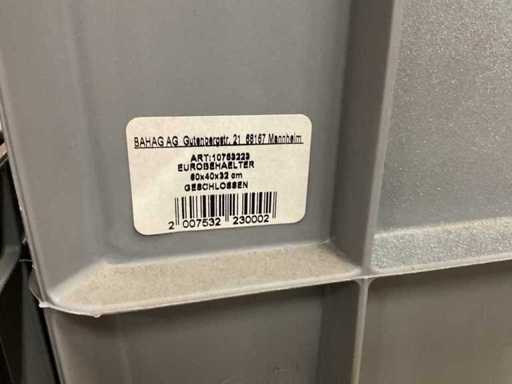 BAHAG AG Gutenbergstr. 21 68167 Mannheim
ART:10753223
EUROBEHAELTER
60x40x32 cm
GESCHLOSSEN
2 007532 230002